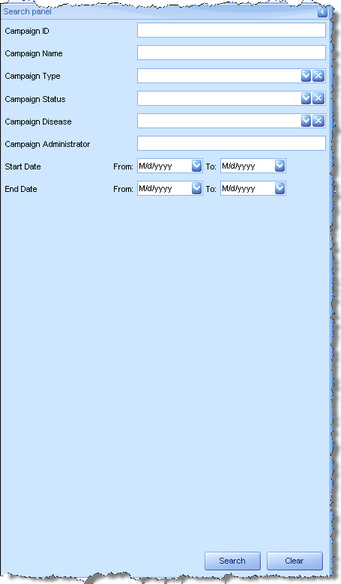 Search panel
Campaign ID
Campaign Name
Campaign Type
Campaign Status
Campaign Disease
Campaign Administrator
Start Date From: M/d/yyyy To: M/d/yyyy
End Date From: M/d/yyyy To: M/d/yyyy
Search Clear